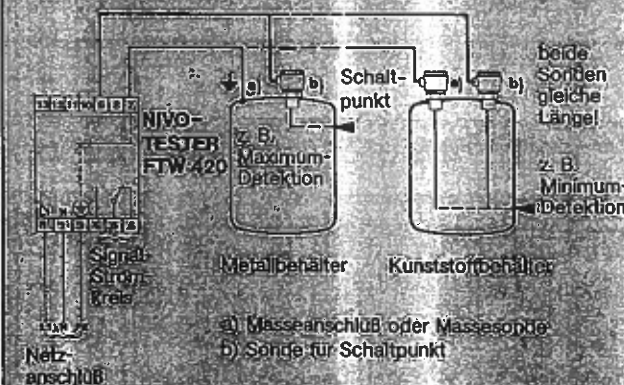 NIVO-
TESTER
FTW 420
Signal-
Strom-
kreis
Netz-
anschluß
a)
b)
Schalt-
punkt
z. B.
Maximum-
Detektion
Metallbehälter
a)
b)
beide
Sonden
gleiche
Länge!
z. B.
Minimum-
Detektion
Kunststoffbehälter
a) Masseanschluß oder Massesonde
b) Sonde für Schaltpunkt